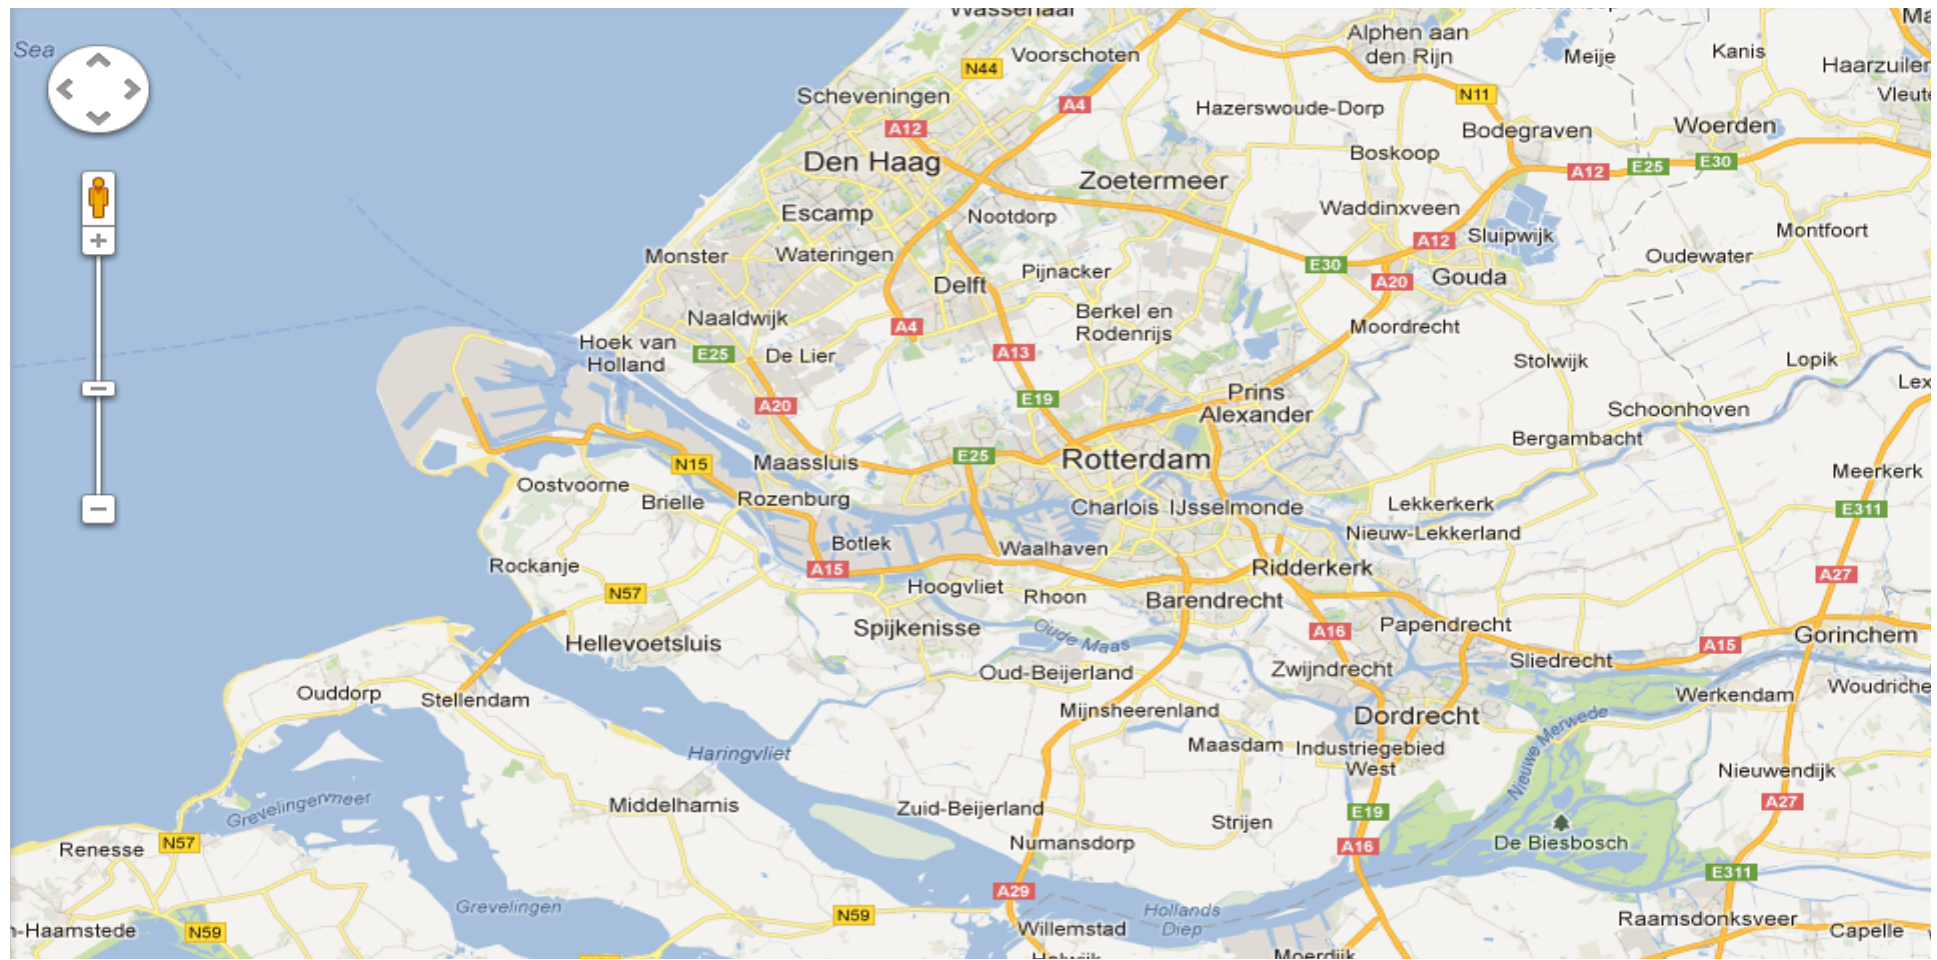 Wassenaar
Sea
Voorschoten
N44
Alphen aan
den Rijn
Meije
Kanis
Haarzuilen
Scheveningen
A4
Hazerswoude-Dorp
N11
Vleute
A12
Bodegraven
Woerden
Den Haag
Boskoop
A12
E25
E30
Zoetermeer
Escamp
Nootdorp
Waddinxveen
Sluipwijk
Montfoort
Monster
Wateringen
A12
Oudewater
Delft
Pijnacker
E30
A20
Gouda
Naaldwijk
A4
Berkel en
Rodenrijs
Moordrecht
Hoek van
Holland
E25
De Lier
A13
Stolwijk
Lopik
Lex
A20
E19
Prins
Alexander
Schoonhoven
Bergambacht
N15
Maassluis
E25
Rotterdam
Meerkerk
Oostvoorne
Brielle
Rozenburg
Charlois
IJsselmonde
Lekkerkerk
E311
Botlek
Waalhaven
Nieuw-Lekkerland
Rockanje
A15
Ridderkerk
A27
N57
Hoogvliet
Rhoon
Barendrecht
Hellevoetsluis
Spijkenisse
Oude Maas
A16
Papendrecht
A15
Gorinchem
Oud-Beijerland
Zwijndrecht
Sliedrecht
Ouddorp
Stellendam
Werkendam
Woudriche
Mijnsheerenland
Dordrecht
Nieuwe Merwede
Haringvliet
Maasdam
Industriegebied
West
Nieuwendijk
Grevelingenmeer
Middelharnis
Zuid-Beijerland
Strijen
E19
A27
Renesse
N57
Numansdorp
A16
De Biesbosch
E311
A29
Grevelingen
N59
Hollands
Diep
Raamsdonksveer
Capelle
n-Haamstede
N59
Willemstad
Moerdijk